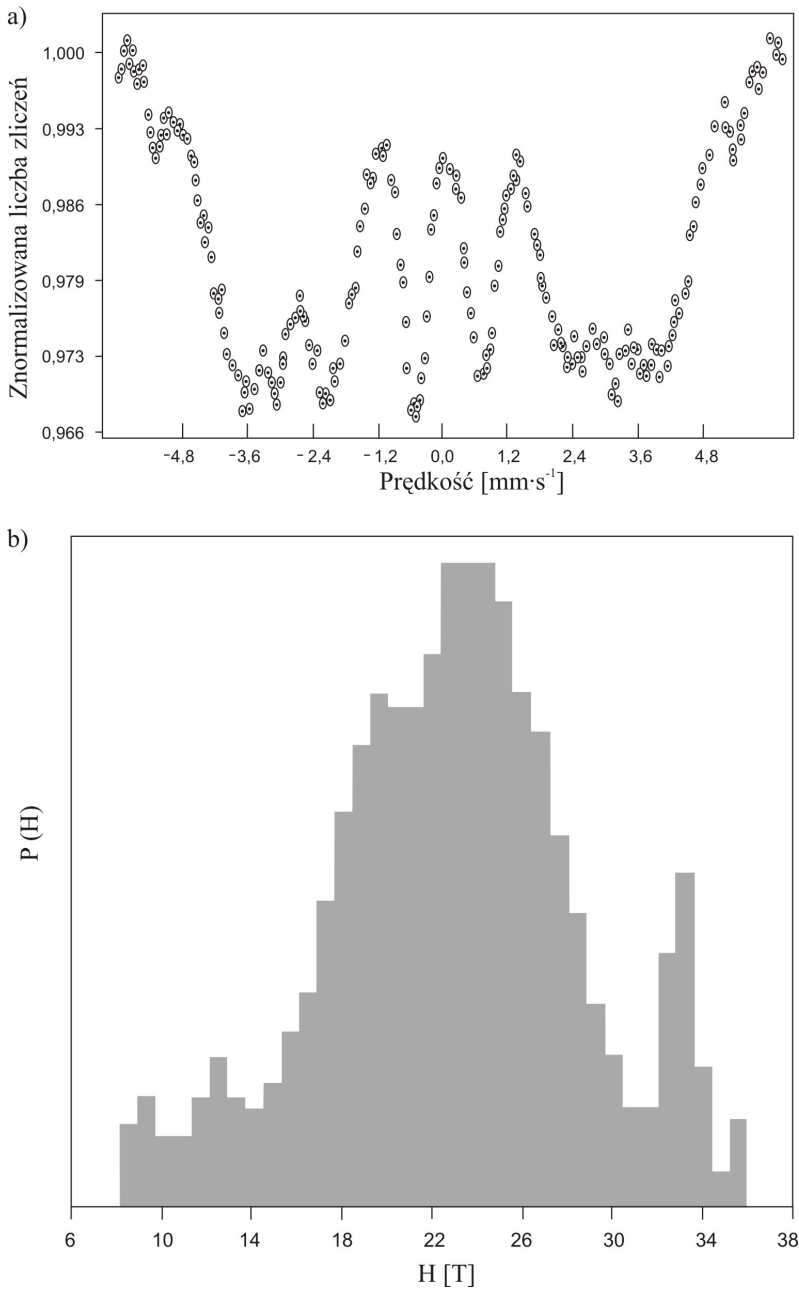 a)
Znormalizowana liczba zliczeń
1,000
0,993
0,986
0,979
0,973
0,966
−4,8 −3,6 −2,4 −1,2 0,0 1,2 2,4 3,6 4,8
Prędkość [mm·s⁻¹]
b)
P (H)
6 10 14 18 22 26 30 34 38
H [T]